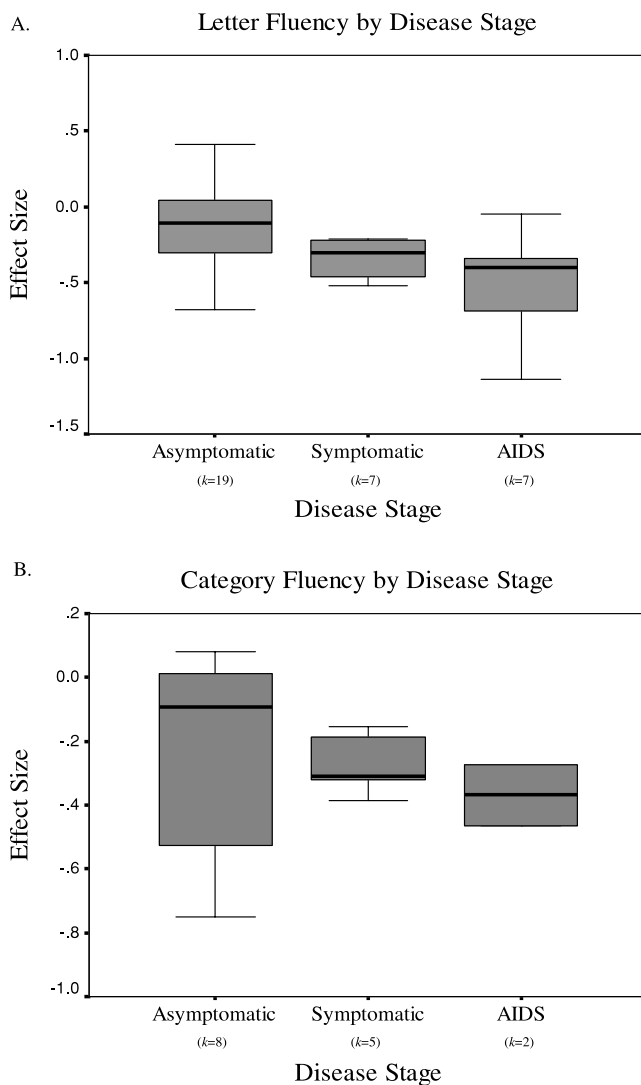 A.
Letter Fluency by Disease Stage
1.0
.5
0.0
-.5
-1.0
-1.5
Effect Size
Asymptomatic Symptomatic AIDS
(k=19) (k=7) (k=7)
Disease Stage
B.
Category Fluency by Disease Stage
.2
0.0
-.2
-.4
-.6
-.8
-1.0
Effect Size
Asymptomatic Symptomatic AIDS
(k=8) (k=5) (k=2)
Disease Stage